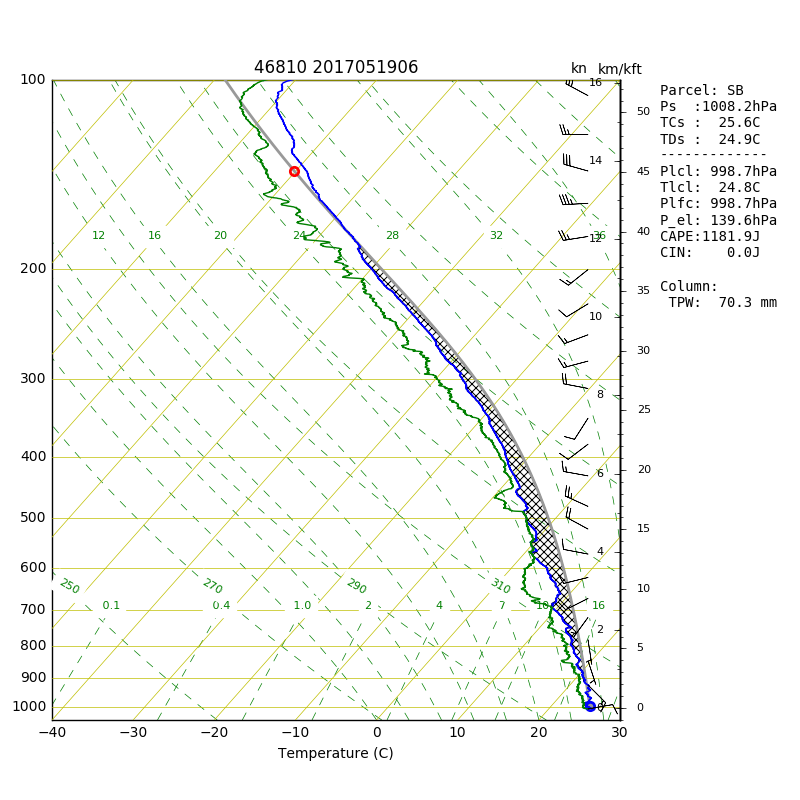 46810 2017051906
kn km/kft
Parcel: SB
Ps :1008.2hPa
TCs : 25.6C
TDs : 24.9C
-------------
Plcl: 998.7hPa
Tlcl: 24.8C
Plfc: 998.7hPa
P_el: 139.6hPa
CAPE:1181.9J
CIN: 0.0J
Column:
TPW: 70.3 mm
100
200
300
400
500
600
700
800
900
1000
12 16 20 24 28 32 36
250 270 290 310
0.1 0.4 1.0 2 4 7 10 16
16
14
12
10
8
6
4
2
0
50
45
40
35
30
25
20
15
10
5
0
−40 −30 −20 −10 0 10 20 30
Temperature (C)